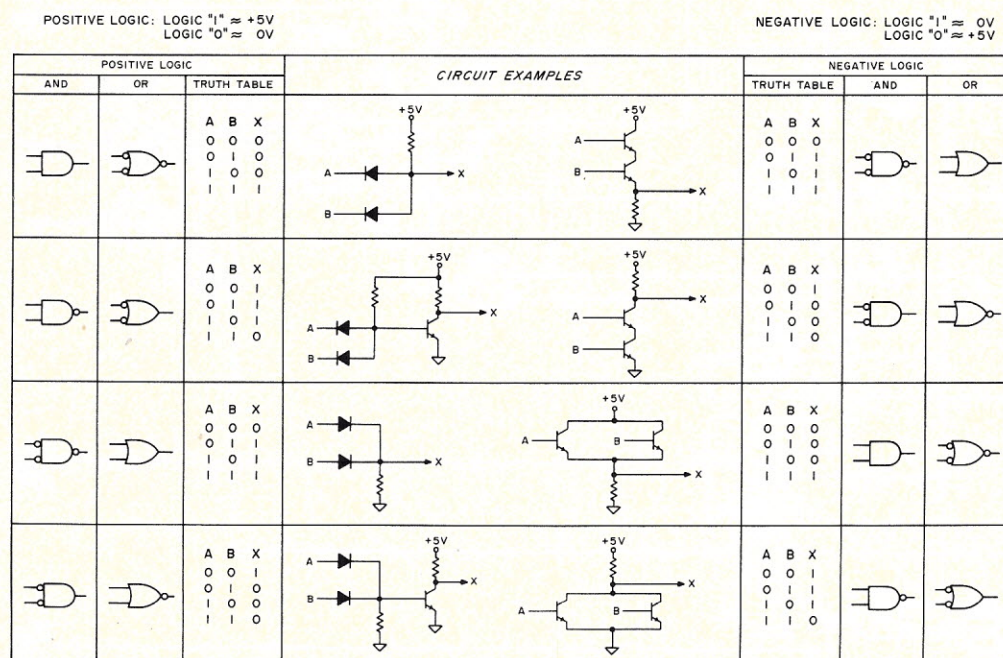 POSITIVE LOGIC: LOGIC "1" ≈ +5V
LOGIC "0" ≈ 0V
NEGATIVE LOGIC: LOGIC "1" ≈ 0V
LOGIC "0" ≈ +5V
POSITIVE LOGIC
CIRCUIT EXAMPLES
NEGATIVE LOGIC
AND OR TRUTH TABLE
TRUTH TABLE AND OR
A B X
0 0 0
0 1 0
1 0 0
1 1 1
+5V
A
X
B
+5V
A
B
X
A B X
0 0 0
0 1 1
1 0 1
1 1 1
A B X
0 0 1
0 1 1
1 0 1
1 1 0
+5V
X
A
B
+5V
X
A
B
A B X
0 0 1
0 1 0
1 0 0
1 1 0
A B X
0 0 0
0 1 1
1 0 1
1 1 1
A
B
X
+5V
A
B
X
A B X
0 0 0
0 1 0
1 0 0
1 1 1
A B X
0 0 1
0 1 0
1 0 0
1 1 0
+5V
A
X
B
+5V
X
A
B
A B X
0 0 1
0 1 1
1 0 1
1 1 0